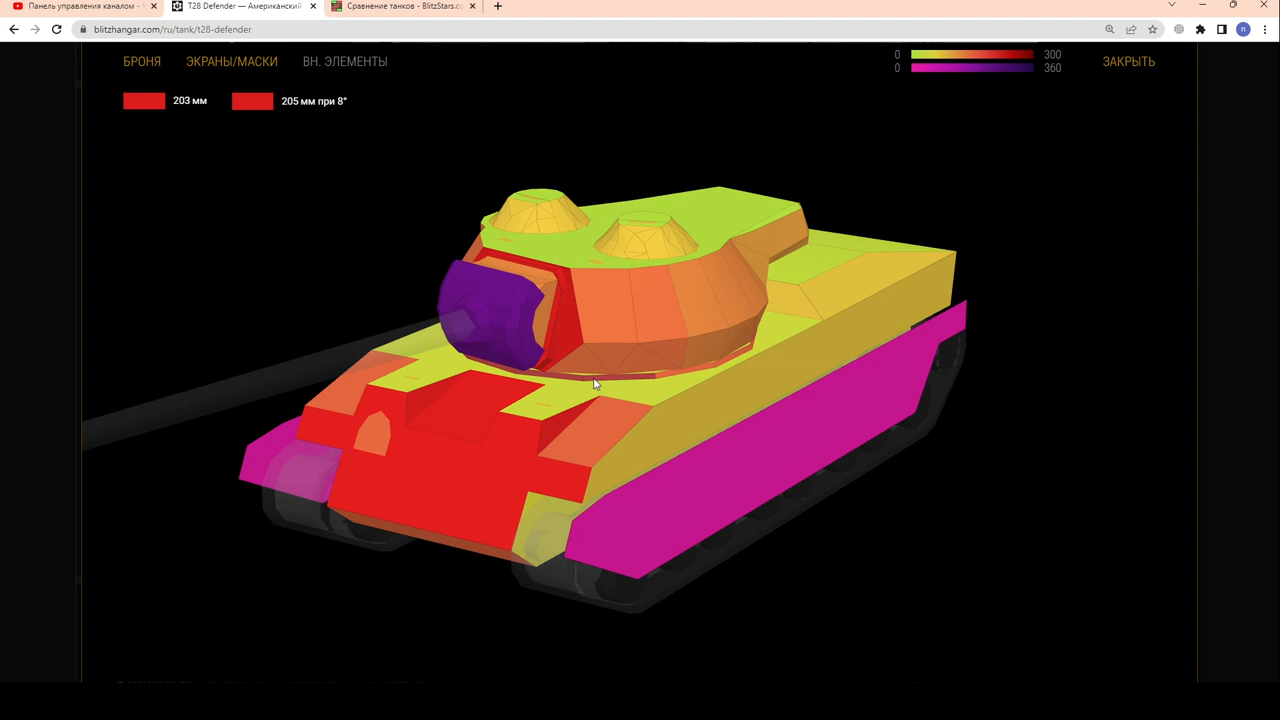 Панель управления каналом -
T28 Defender — Американский
Сравнение танков - BlitzStars.co
blitzhangar.com/ru/tank/t28-defender
п
БРОНЯ ЭКРАНЫ/МАСКИ ВН. ЭЛЕМЕНТЫ
0 300
0 360
ЗАКРЫТЬ
203 мм 205 мм при 8°